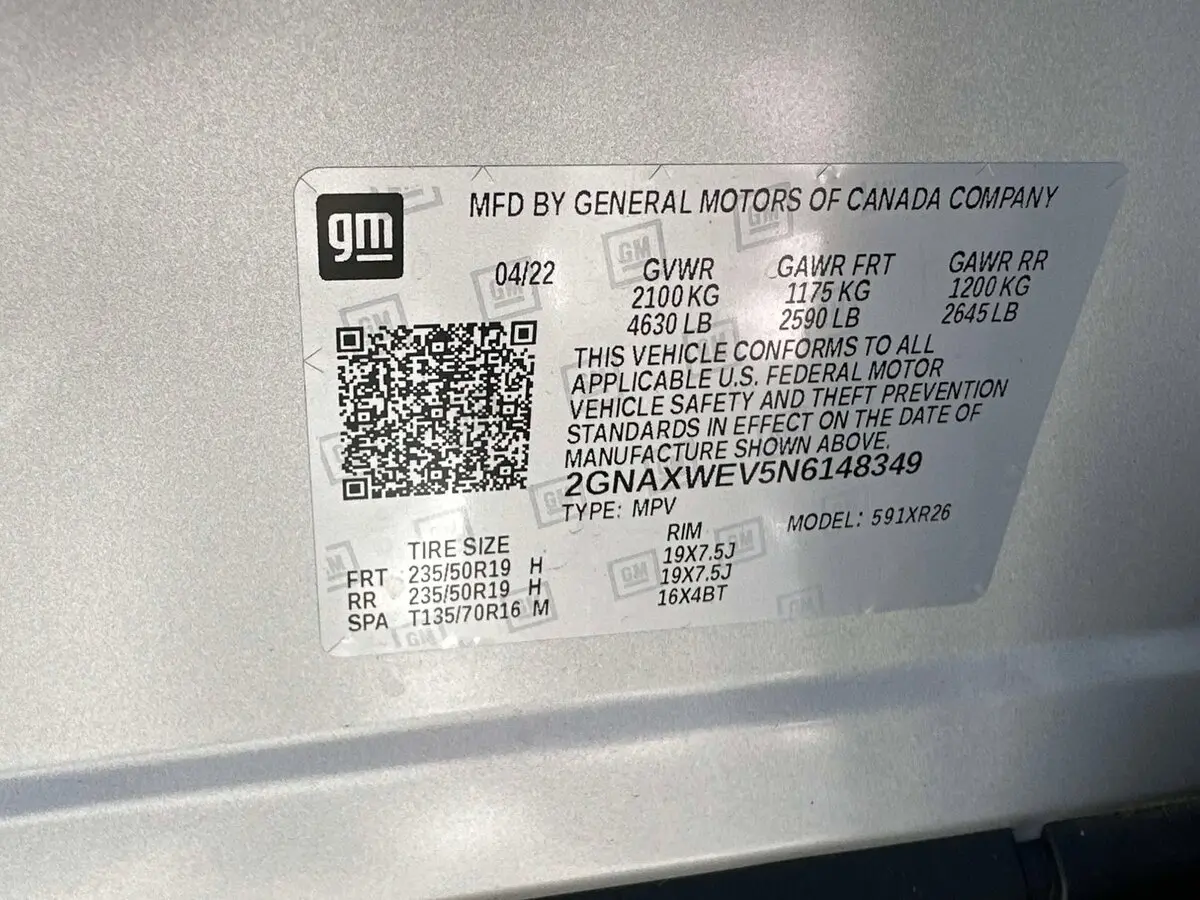 gm
MFD BY GENERAL MOTORS OF CANADA COMPANY
04/22
GVWR GAWR FRT GAWR RR
2100 KG 1175 KG 1200 KG
4630 LB 2590 LB 2645 LB
THIS VEHICLE CONFORMS TO ALL
APPLICABLE U.S. FEDERAL MOTOR
VEHICLE SAFETY AND THEFT PREVENTION
STANDARDS IN EFFECT ON THE DATE OF
MANUFACTURE SHOWN ABOVE.
2GNAXWEV5N6148349
TYPE: MPV MODEL: 591XR26
TIRE SIZE RIM
FRT 235/50R19 H 19X7.5J
RR 235/50R19 H 19X7.5J
SPA T135/70R16 M 16X4BT